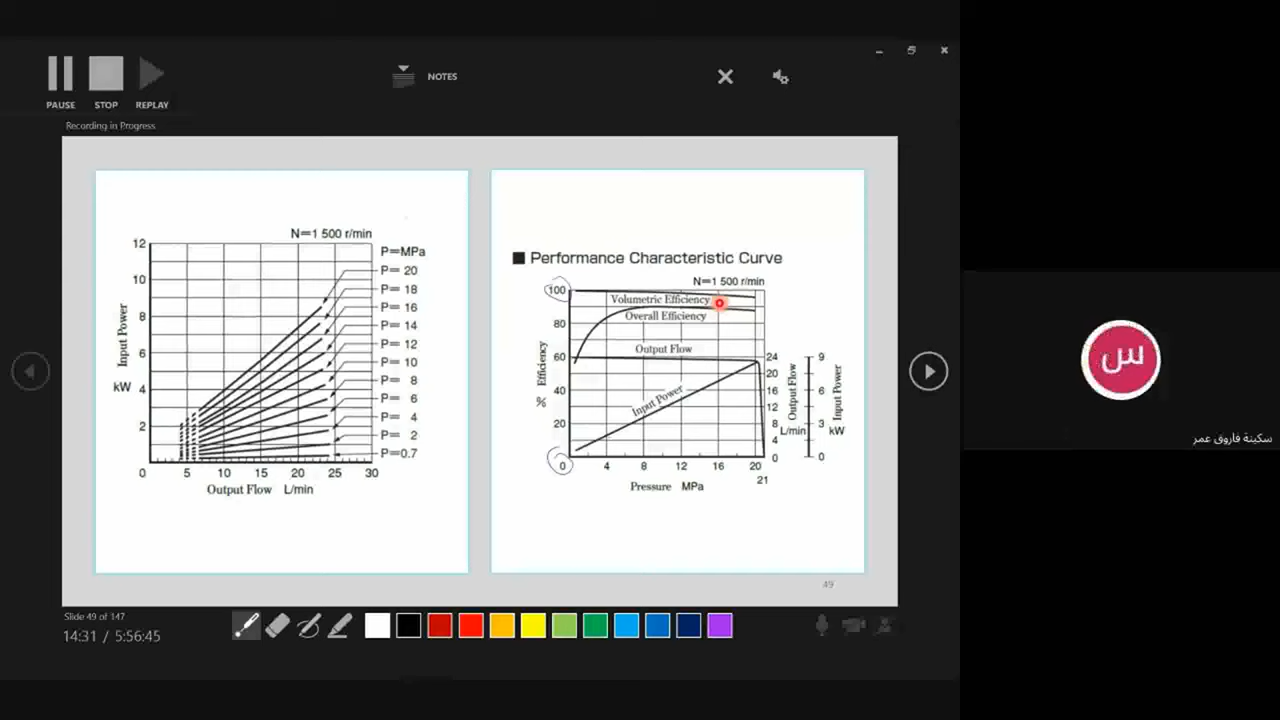 NOTES
PAUSE STOP REPLAY
Recording in Progress
N=1 500 r/min
P=MPa
P= 20
P= 18
P= 16
P= 14
P= 12
P= 10
P= 8
P= 6
P= 4
P= 2
P=0.7
12
10
8
6
4
2
Input Power
kW
0 5 10 15 20 25 30
Output Flow L/min
■ Performance Characteristic Curve
N=1 500 r/min
Volumetric Efficiency
Overall Efficiency
Output Flow
Input Power
100
80
60
40
20
0
Efficiency
%
0 4 8 12 16 20
21
Pressure MPa
24
20
16
12
8
4
0
Output Flow
L/min
9
6
3
0
Input Power
kW
49
Slide 49 of 147
14:31 / 5:56:45
س
سكينة فاروق عمر